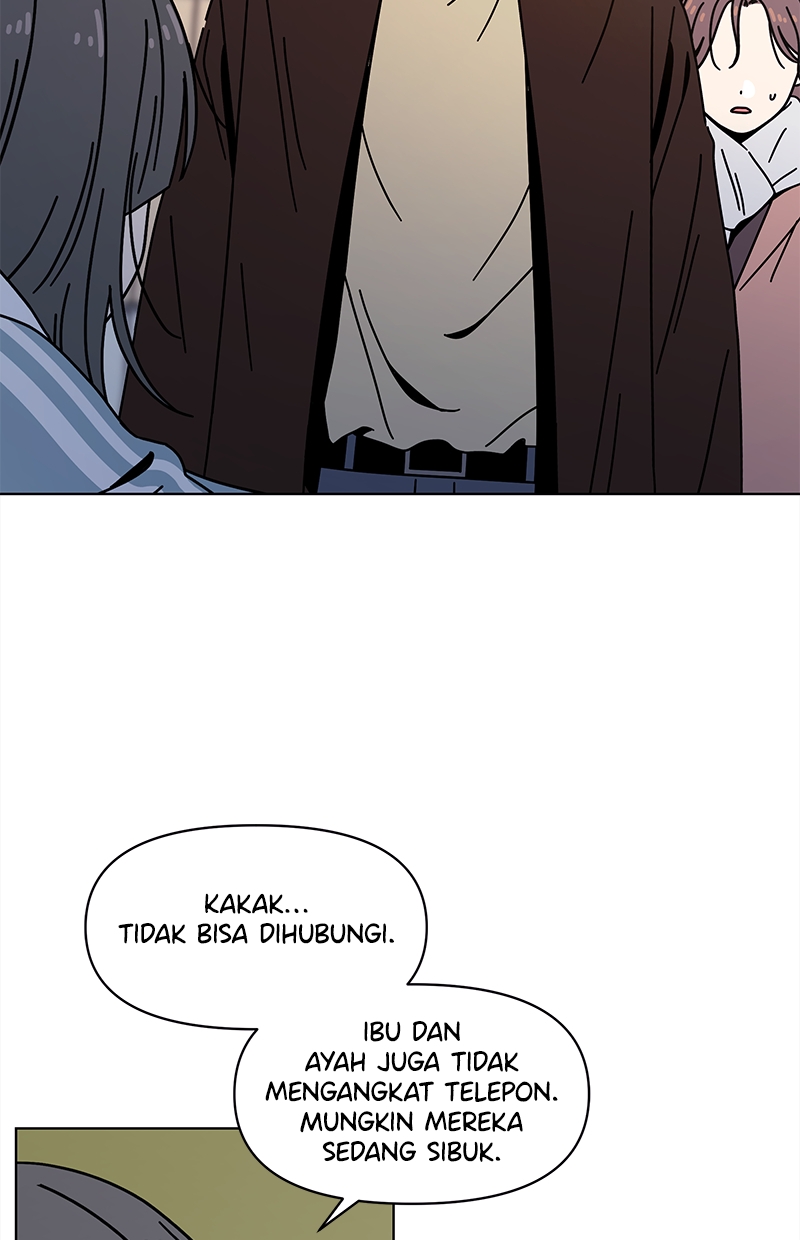 KAKAK...
TIDAK BISA DIHUBUNGI.
IBU DAN
AYAH JUGA TIDAK
MENGANGKAT TELEPON.
MUNGKIN MEREKA
SEDANG SIBUK.